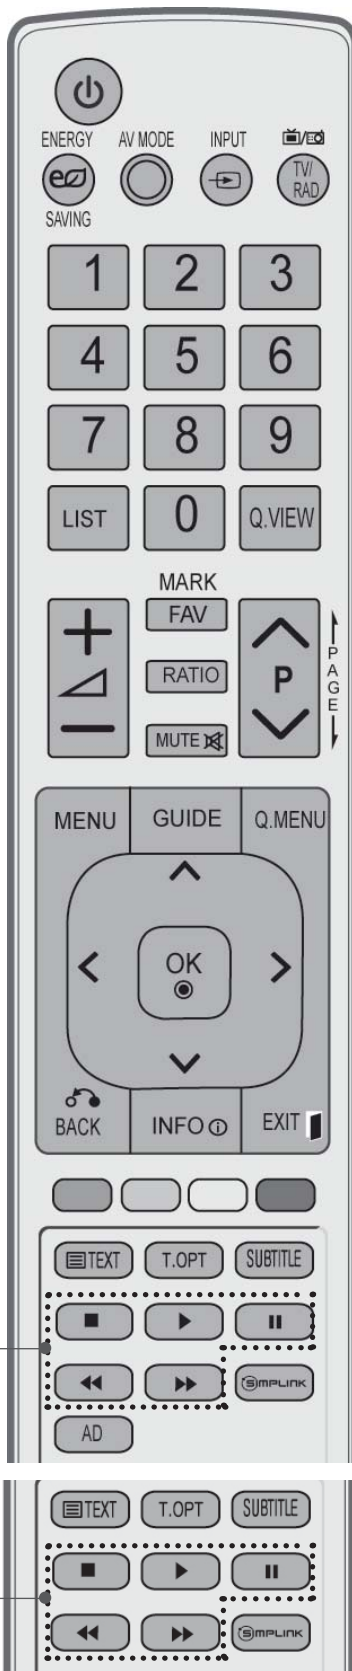 ENERGY AV MODE INPUT
TV/
RAD
SAVING
1 2 3
4 5 6
7 8 9
LIST 0 Q.VIEW
MARK
FAV
RATIO
P
PAGE
MUTE
MENU GUIDE Q.MENU
OK
BACK INFO EXIT
TEXT T.OPT SUBTITLE
SIMPLINK
AD
TEXT T.OPT SUBTITLE
SIMPLINK